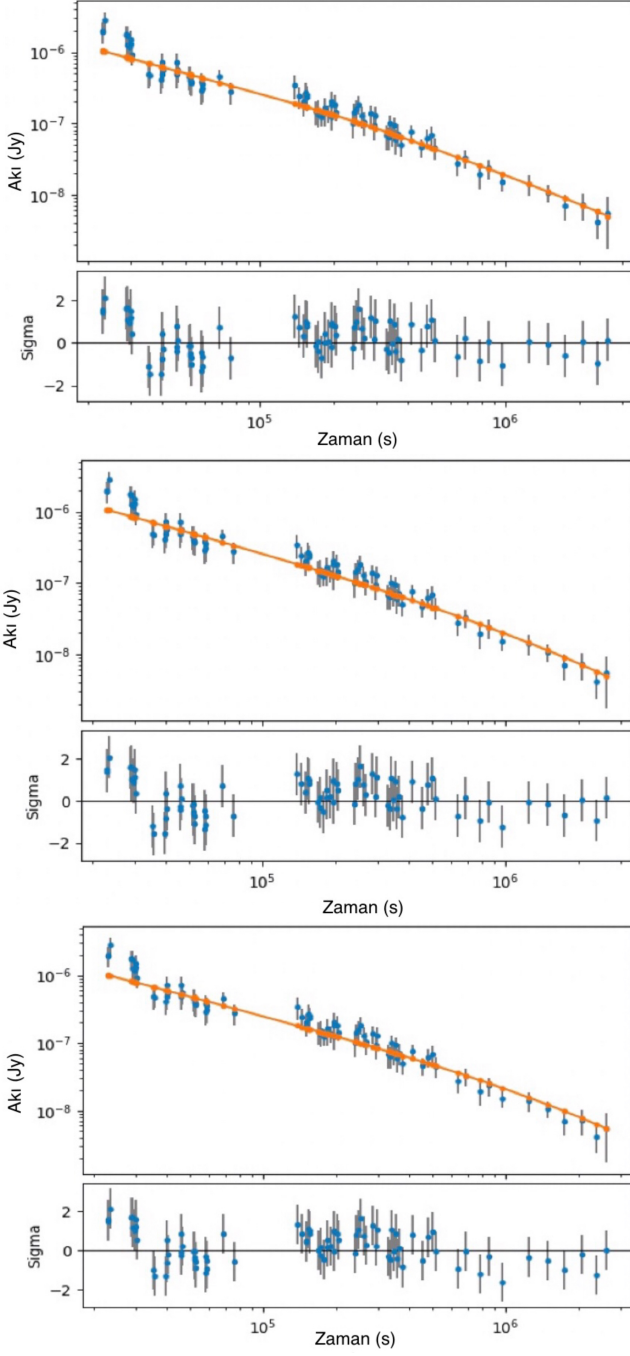 10⁻⁶
10⁻⁷
10⁻⁸
Akı (Jy)
2
0
−2
Sigma
10⁵
10⁶
Zaman (s)
10⁻⁶
10⁻⁷
10⁻⁸
Akı (Jy)
2
0
−2
Sigma
10⁵
10⁶
Zaman (s)
10⁻⁶
10⁻⁷
10⁻⁸
Akı (Jy)
2
0
−2
Sigma
10⁵
10⁶
Zaman (s)